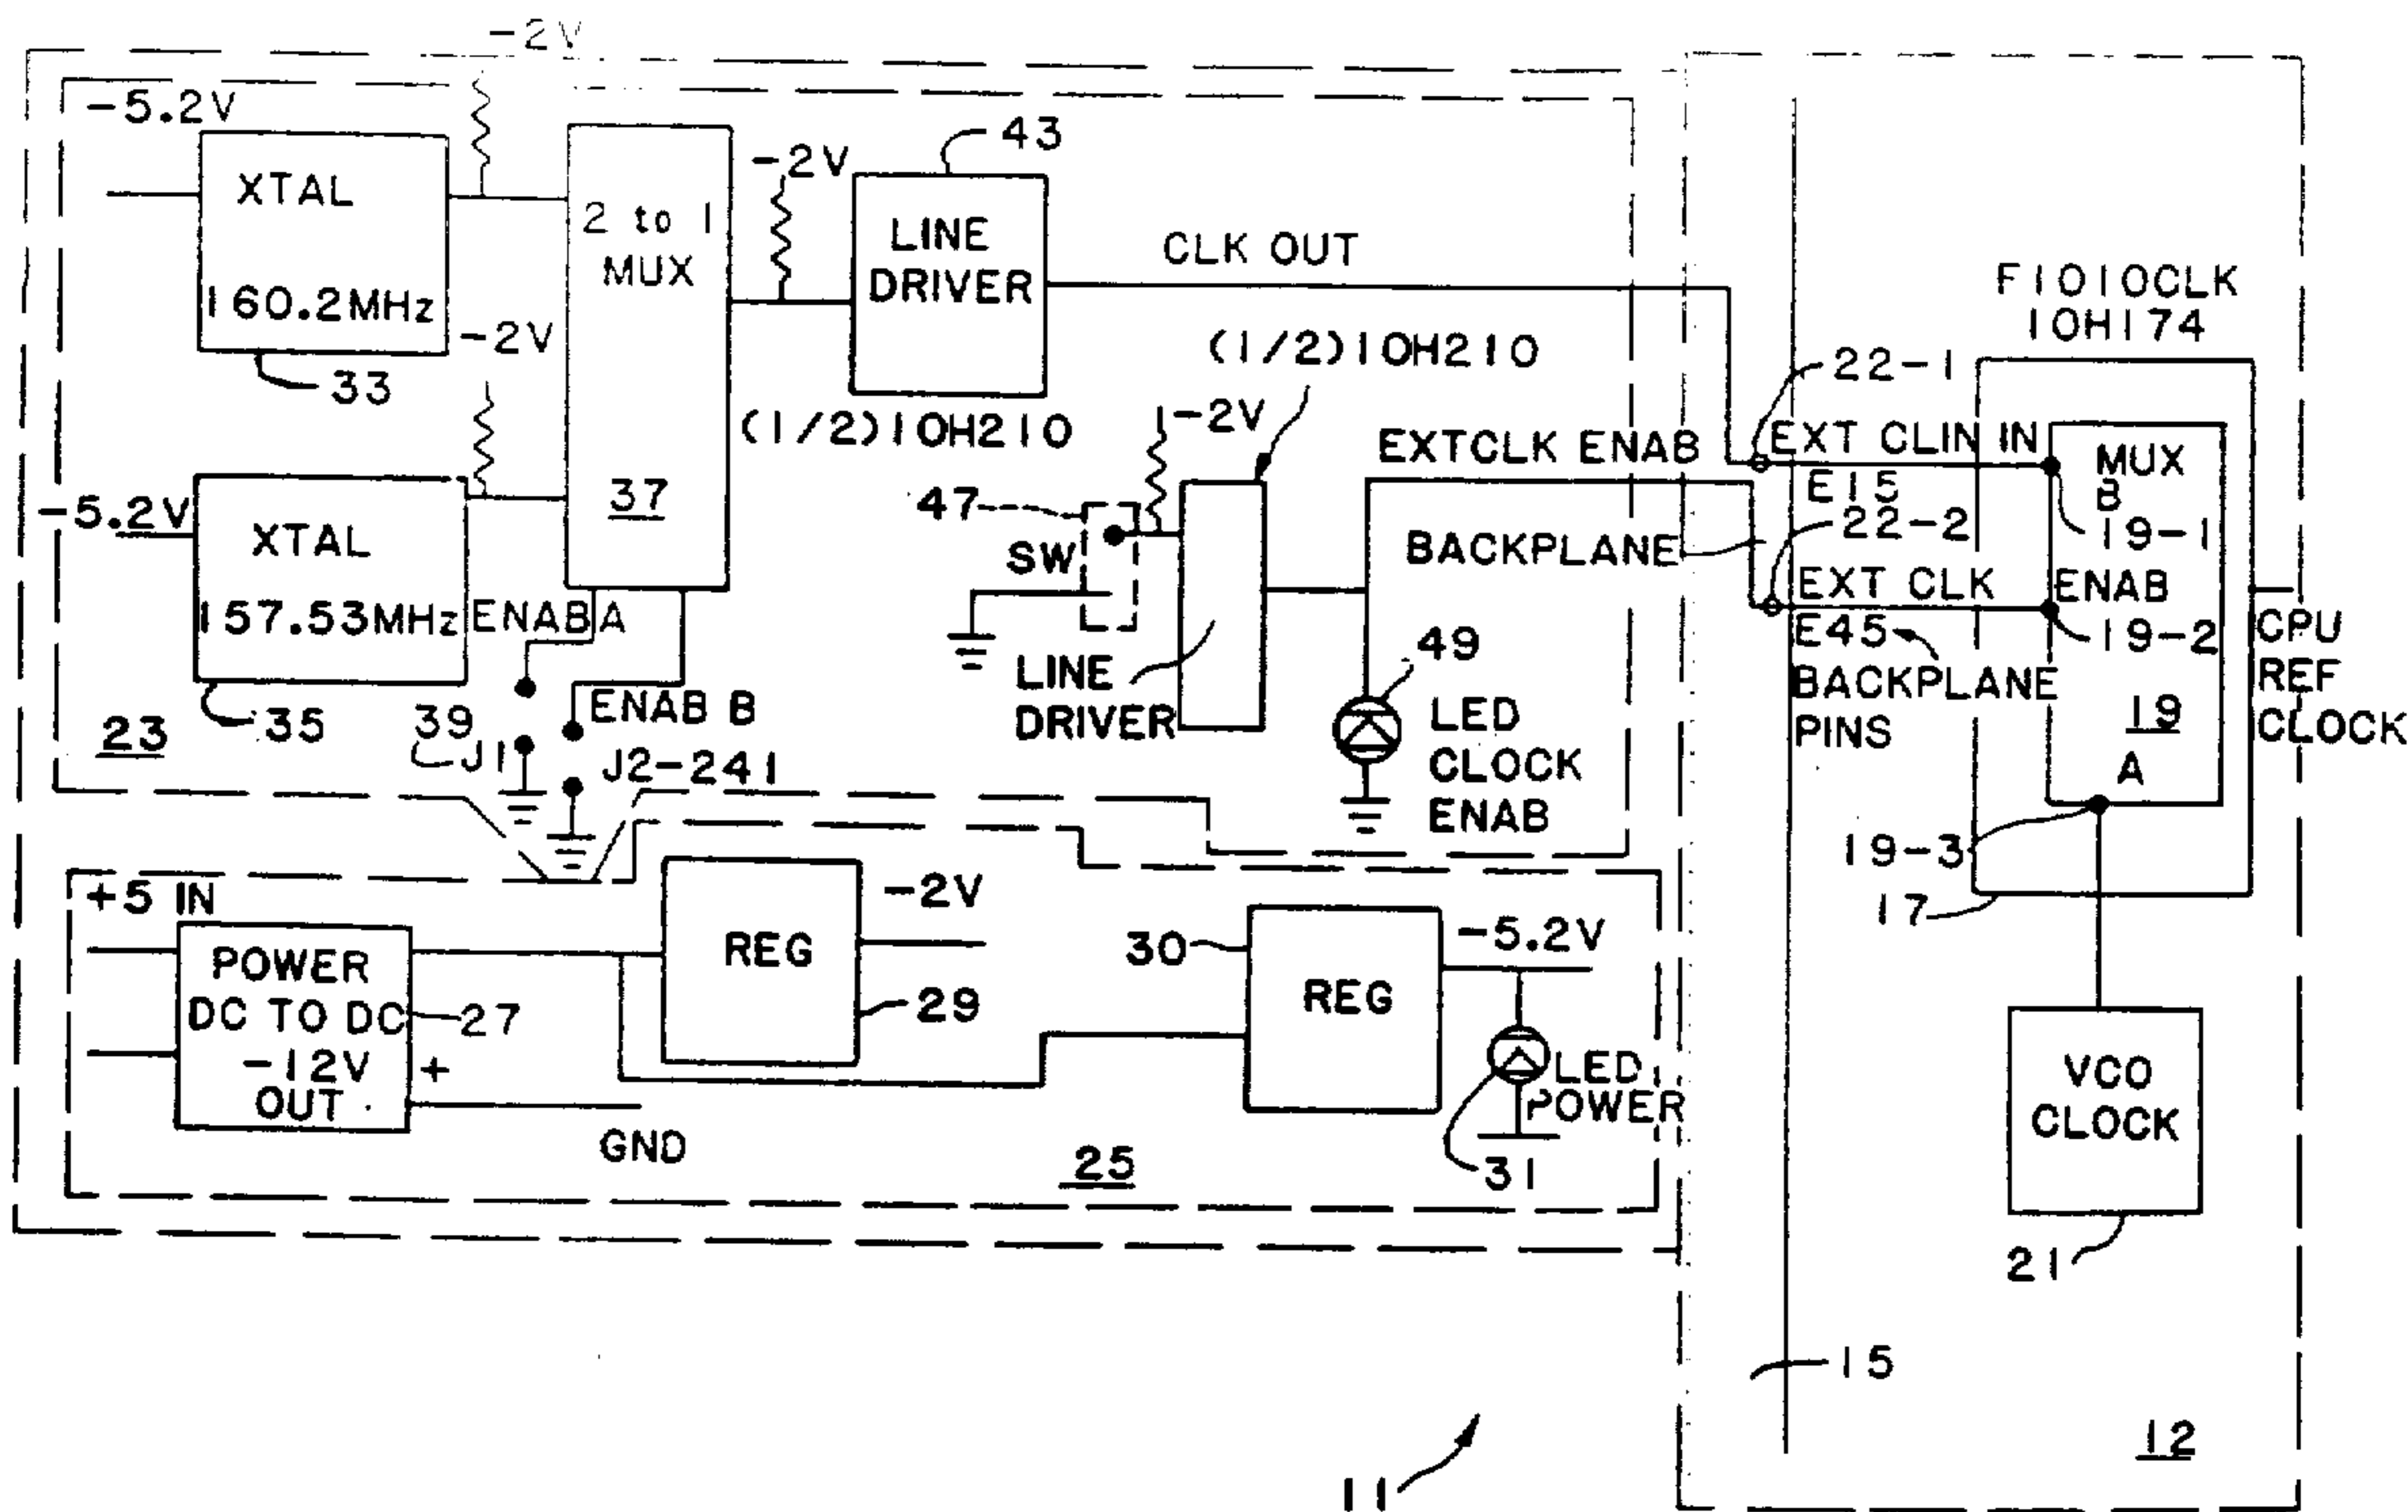 -2V
-5.2V
XTAL
160.2MHz
33
-2V
2 to 1
MUX
37
-2V
43
LINE
DRIVER
(1/2)10H210
CLK OUT
(1/2)10H210
-5.2V
XTAL
157.53MHz
35
23
ENAB A
39
J1
ENAB B
J2-241
47
SW
-2V
LINE
DRIVER
EXTCLK ENAB
BACKPLANE
49
LED
CLOCK
ENAB
F1010CLK
10H174
22-1
EXT CLIN IN
E15
22-2
EXT CLK ENAB
E45
BACKPLANE
PINS
MUX
B
19-1
19-2
19
A
19-3
17
CPU
REF
CLOCK
VCO
CLOCK
21
15
12
+5 IN
POWER
DC TO DC
-12V
OUT
27
+
GND
REG
-2V
29
30
REG
-5.2V
LED
POWER
31
25
11